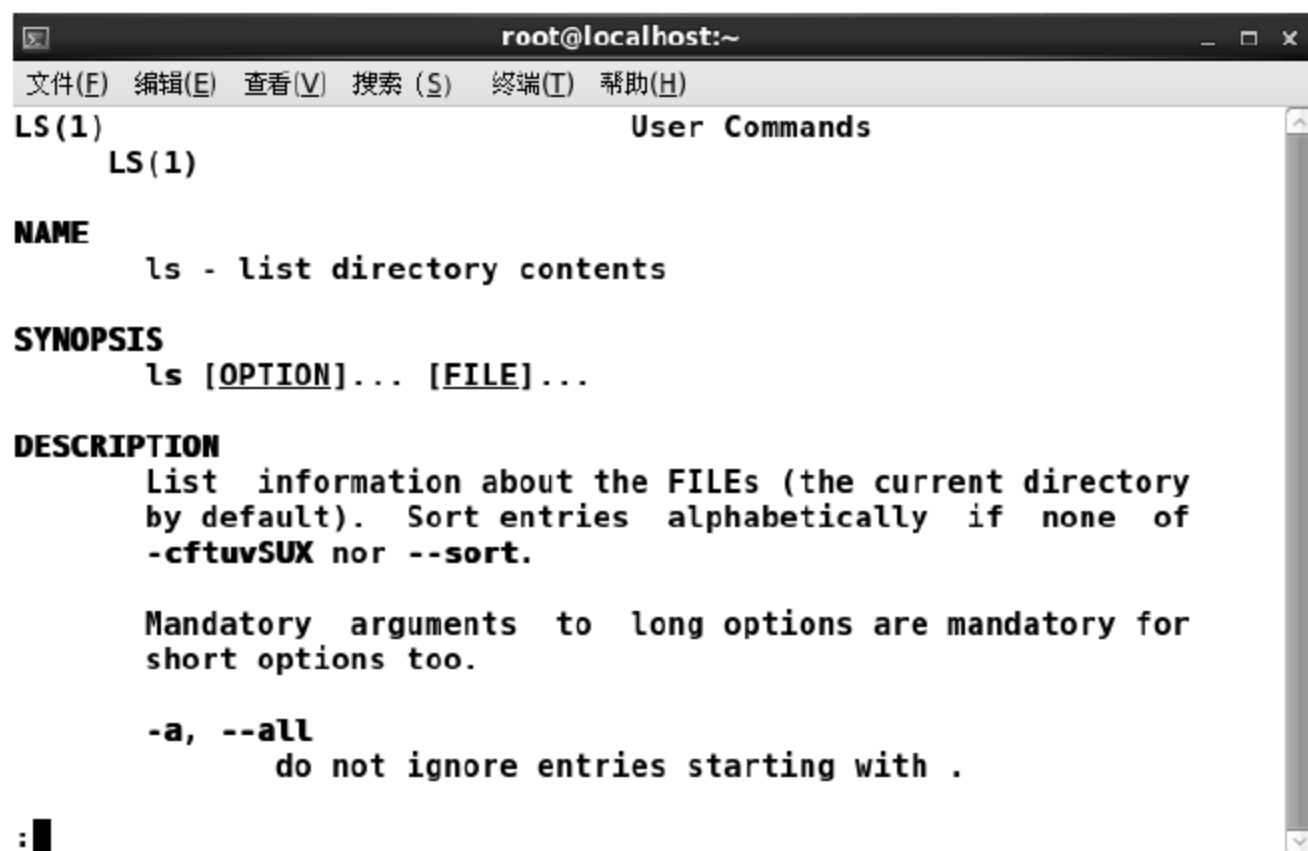 root@localhost:~
文件(F) 编辑(E) 查看(V) 搜索 (S) 终端(T) 帮助(H)
LS(1) User Commands
LS(1)
NAME
ls - list directory contents
SYNOPSIS
ls [OPTION]... [FILE]...
DESCRIPTION
List information about the FILEs (the current directory
by default). Sort entries alphabetically if none of
-cftuvSUX nor --sort.
Mandatory arguments to long options are mandatory for
short options too.
-a, --all
do not ignore entries starting with .
: